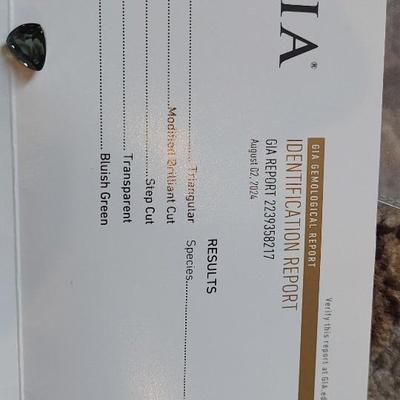 GIA®
GIA GEMOLOGICAL REPORT
Verify this report at GIA.ed
IDENTIFICATION REPORT
GIA REPORT 2239358217
August 02, 2024
Triangular
Modified Brilliant Cut
Step Cut
Transparent
Bluish Green
RESULTS
Species